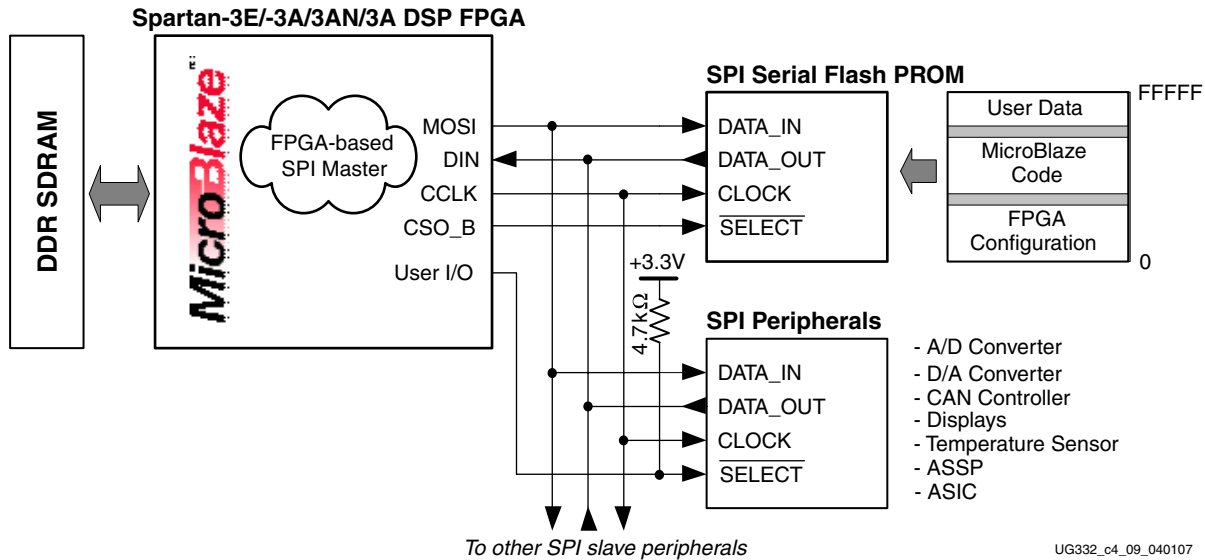 Spartan-3E/-3A/3AN/3A DSP FPGA
DDR SDRAM
MicroBlaze
TM
FPGA-based
SPI Master
MOSI
DIN
CCLK
CSO_B
User I/O
SPI Serial Flash PROM
DATA_IN
DATA_OUT
CLOCK
SELECT
User Data
MicroBlaze
Code
FPGA
Configuration
FFFFF
0
+3.3V
4.7kΩ
SPI Peripherals
DATA_IN
DATA_OUT
CLOCK
SELECT
- A/D Converter
- D/A Converter
- CAN Controller
- Displays
- Temperature Sensor
- ASSP
- ASIC
To other SPI slave peripherals
UG332_c4_09_040107